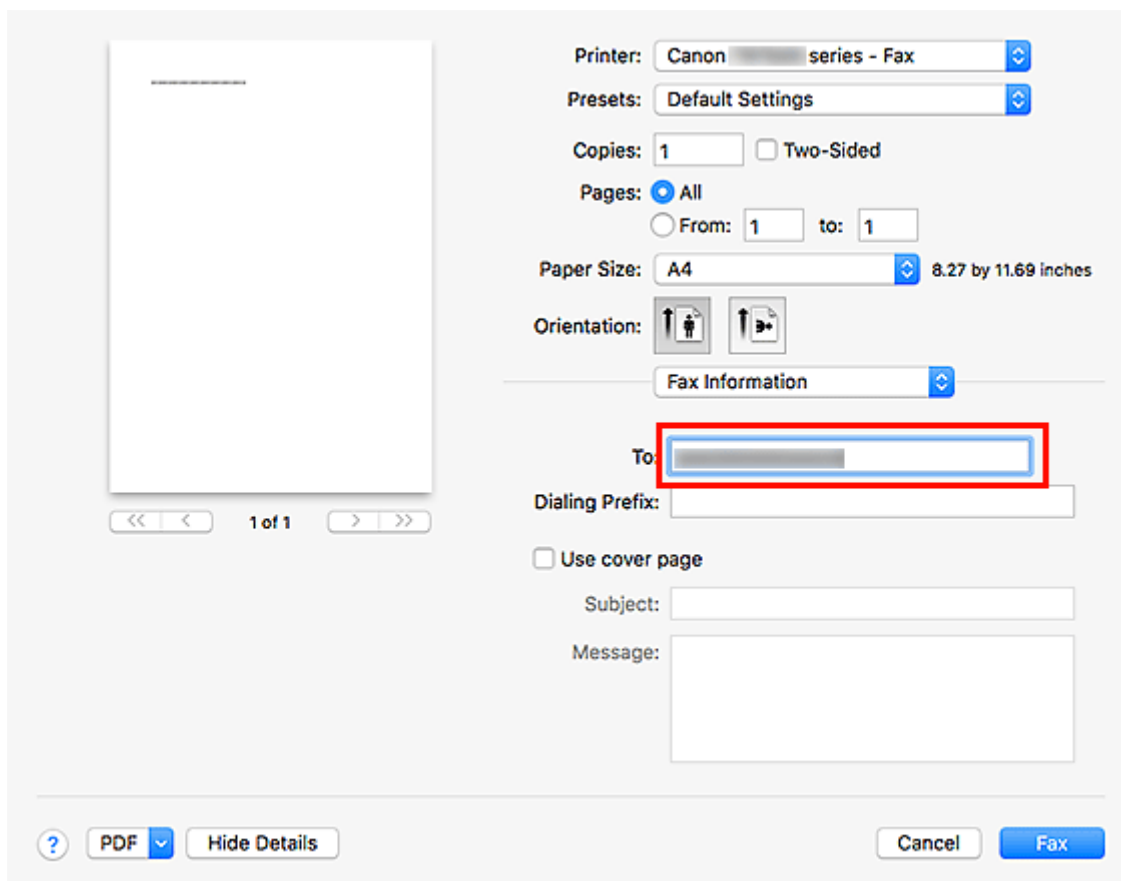 Printer: Canon series - Fax
Presets: Default Settings
Copies: 1 Two-Sided
Pages: All
From: 1 to: 1
Paper Size: A4 8.27 by 11.69 inches
Orientation:
Fax Information
To:
Dialing Prefix:
1 of 1
Use cover page
Subject:
Message:
? PDF Hide Details Cancel Fax